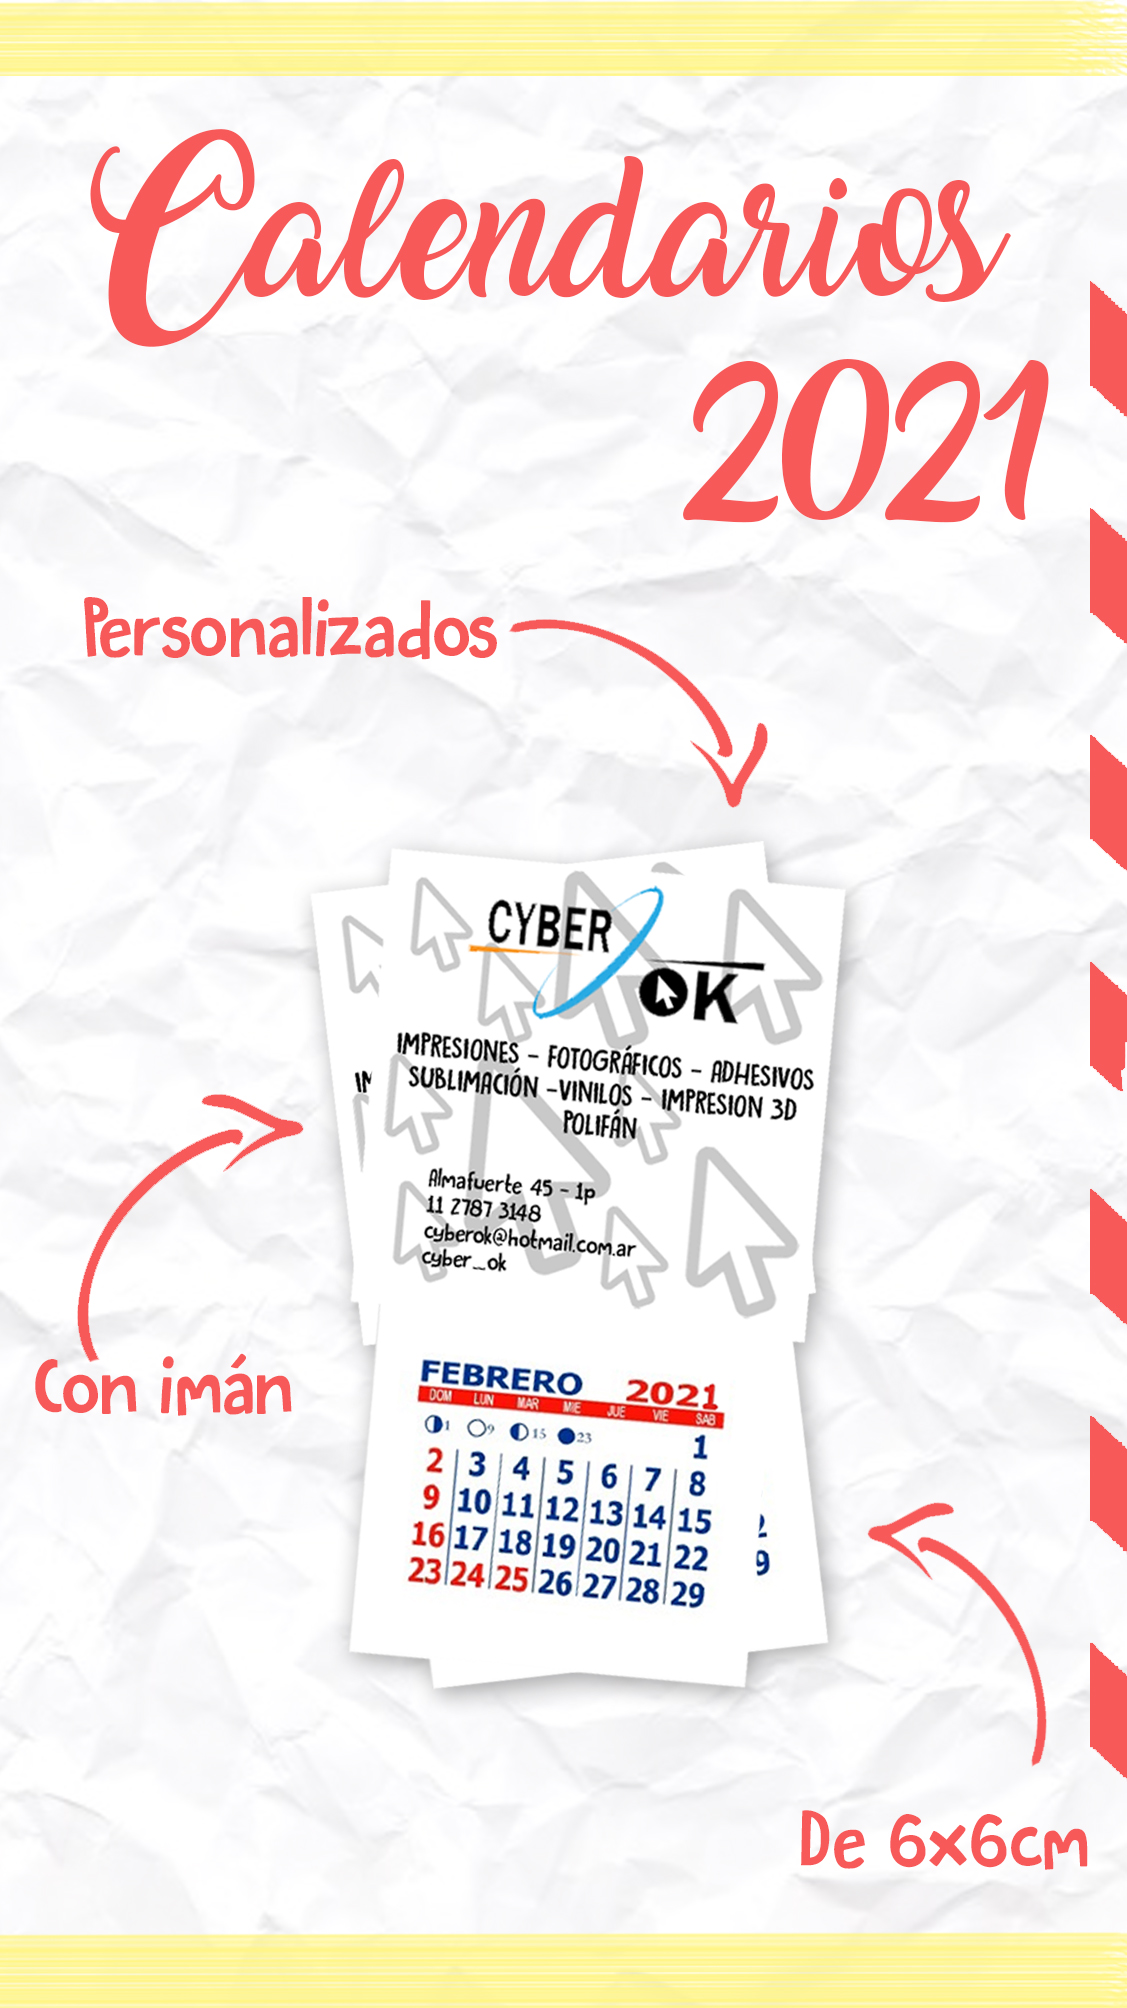 Calendarios
2021
Personalizados
CYBER
OK
IMPRESIONES - FOTOGRÁFICOS - ADHESIVOS
SUBLIMACIÓN -VINILOS - IMPRESION 3D
POLIFÁN
Almafuerte 45 - 1p
11 2787 3148
cyberok@hotmail.com.ar
cyber_ok
Con imán
FEBRERO 2021
DOM LUN MAR MIE JUE VIE SAB
1 9 15 23 1
2 3 4 5 6 7 8
9 10 11 12 13 14 15
16 17 18 19 20 21 22
23 24 25 26 27 28 29
De 6x6cm